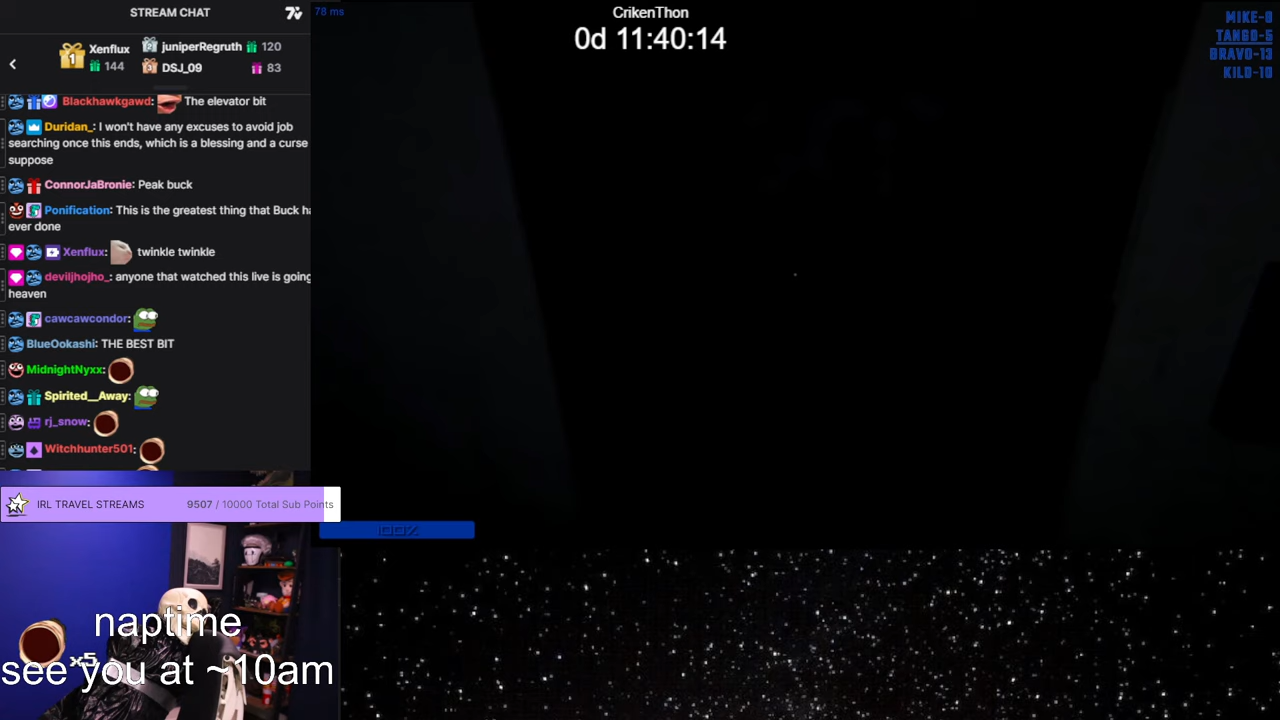 STREAM CHAT
Xenflux
144
juniperRegruth 120
DSJ_09 83
Blackhawkgawd: The elevator bit
Duridan_: I won't have any excuses to avoid job
searching once this ends, which is a blessing and a curse
suppose
ConnorJaBronie: Peak buck
Ponification: This is the greatest thing that Buck ha
ever done
Xenflux: twinkle twinkle
deviljhojho_: anyone that watched this live is going
heaven
cawcawcondor:
BlueOokashi: THE BEST BIT
MidnightNyxx:
Spirited__Away:
rj_snow:
Witchhunter501:
IRL TRAVEL STREAMS 9507 / 10000 Total Sub Points
naptime
x5
see you at ~10am
78 ms
CrikenThon
0d 11:40:14
MIKE-8
TANGO-5
BRAVO-13
KILO-10
100%